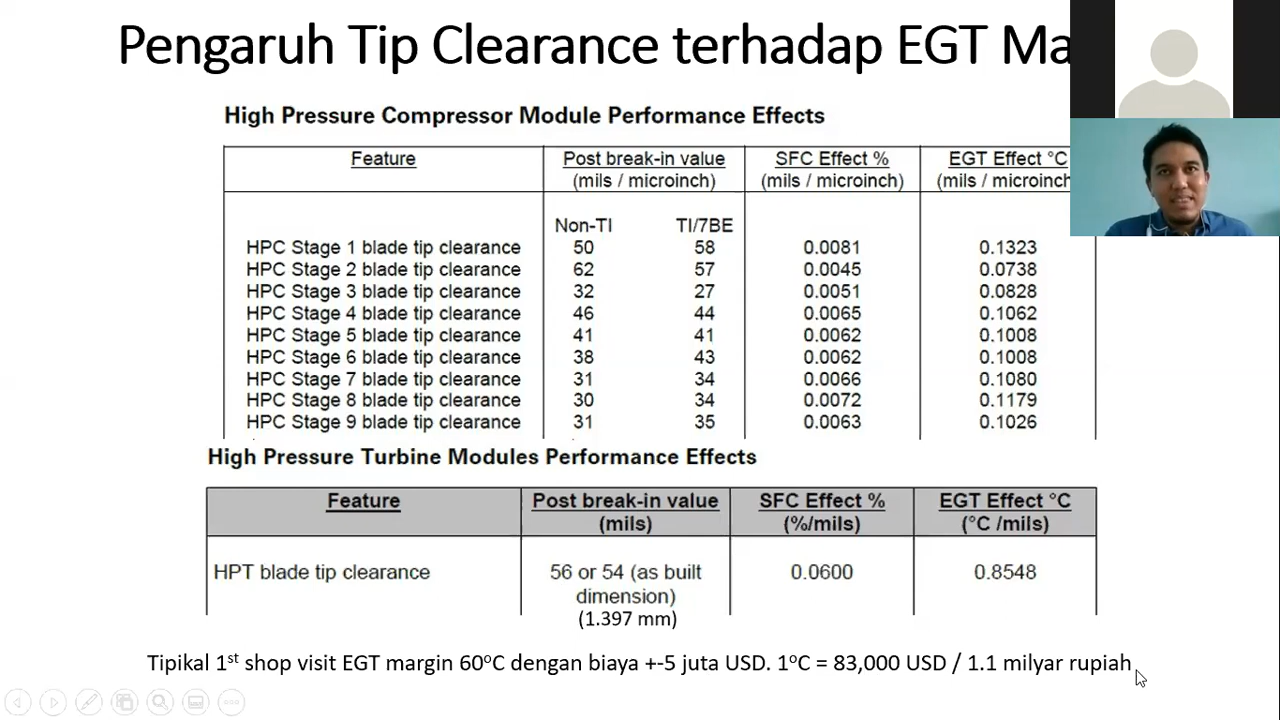 Pengaruh Tip Clearance terhadap EGT
High Pressure Compressor Module Performance Effects
Feature Post break-in value SFC Effect % EGT Effect °C
(mils / microinch) (mils / microinch) (mils / microinch
Non-TI TI/7BE
HPC Stage 1 blade tip clearance 50 58 0.0081 0.1323
HPC Stage 2 blade tip clearance 62 57 0.0045 0.0738
HPC Stage 3 blade tip clearance 32 27 0.0051 0.0828
HPC Stage 4 blade tip clearance 46 44 0.0065 0.1062
HPC Stage 5 blade tip clearance 41 41 0.0062 0.1008
HPC Stage 6 blade tip clearance 38 43 0.0062 0.1008
HPC Stage 7 blade tip clearance 31 34 0.0066 0.1080
HPC Stage 8 blade tip clearance 30 34 0.0072 0.1179
HPC Stage 9 blade tip clearance 31 35 0.0063 0.1026
High Pressure Turbine Modules Performance Effects
Feature Post break-in value SFC Effect % EGT Effect °C
(mils) (%/mils) (°C /mils)
HPT blade tip clearance 56 or 54 (as built 0.0600 0.8548
dimension)
(1.397 mm)
Tipikal 1st shop visit EGT margin 60°C dengan biaya +-5 juta USD. 1°C = 83,000 USD / 1.1 milyar rupiah